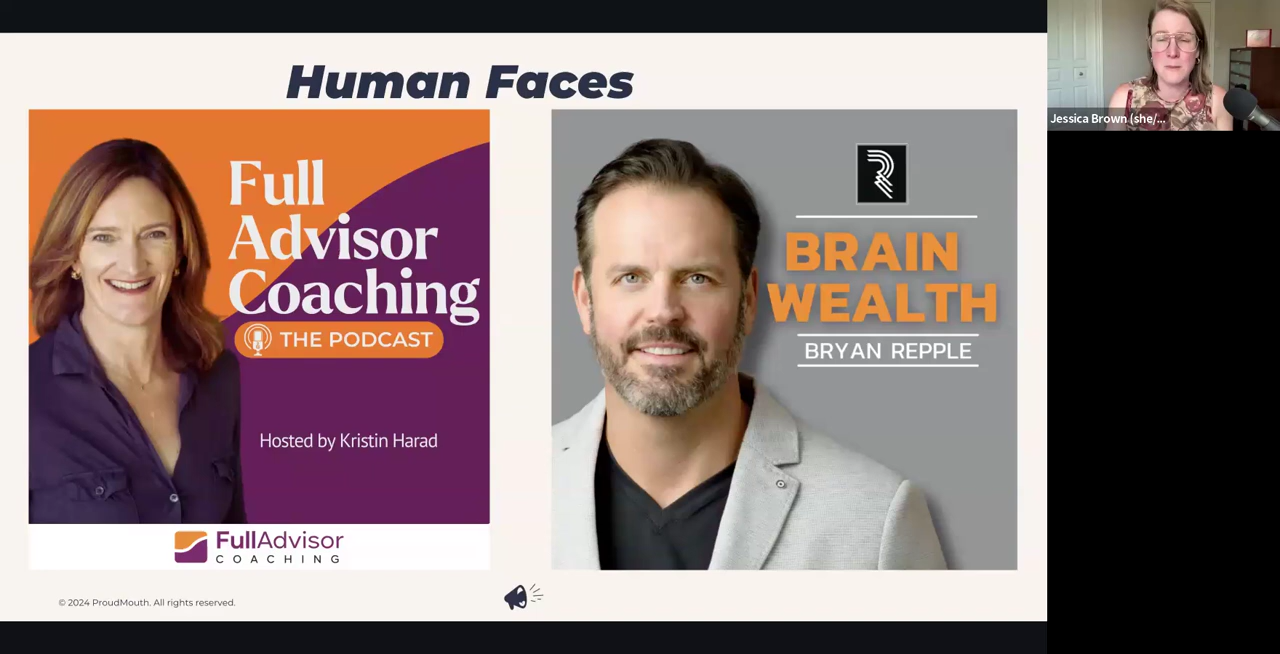 Human Faces
Full
Advisor
Coaching
THE PODCAST
Hosted by Kristin Harad
FullAdvisor
COACHING
BRAIN
WEALTH
BRYAN REPPLE
© 2024 ProudMouth. All rights reserved.
Jessica Brown (she/...